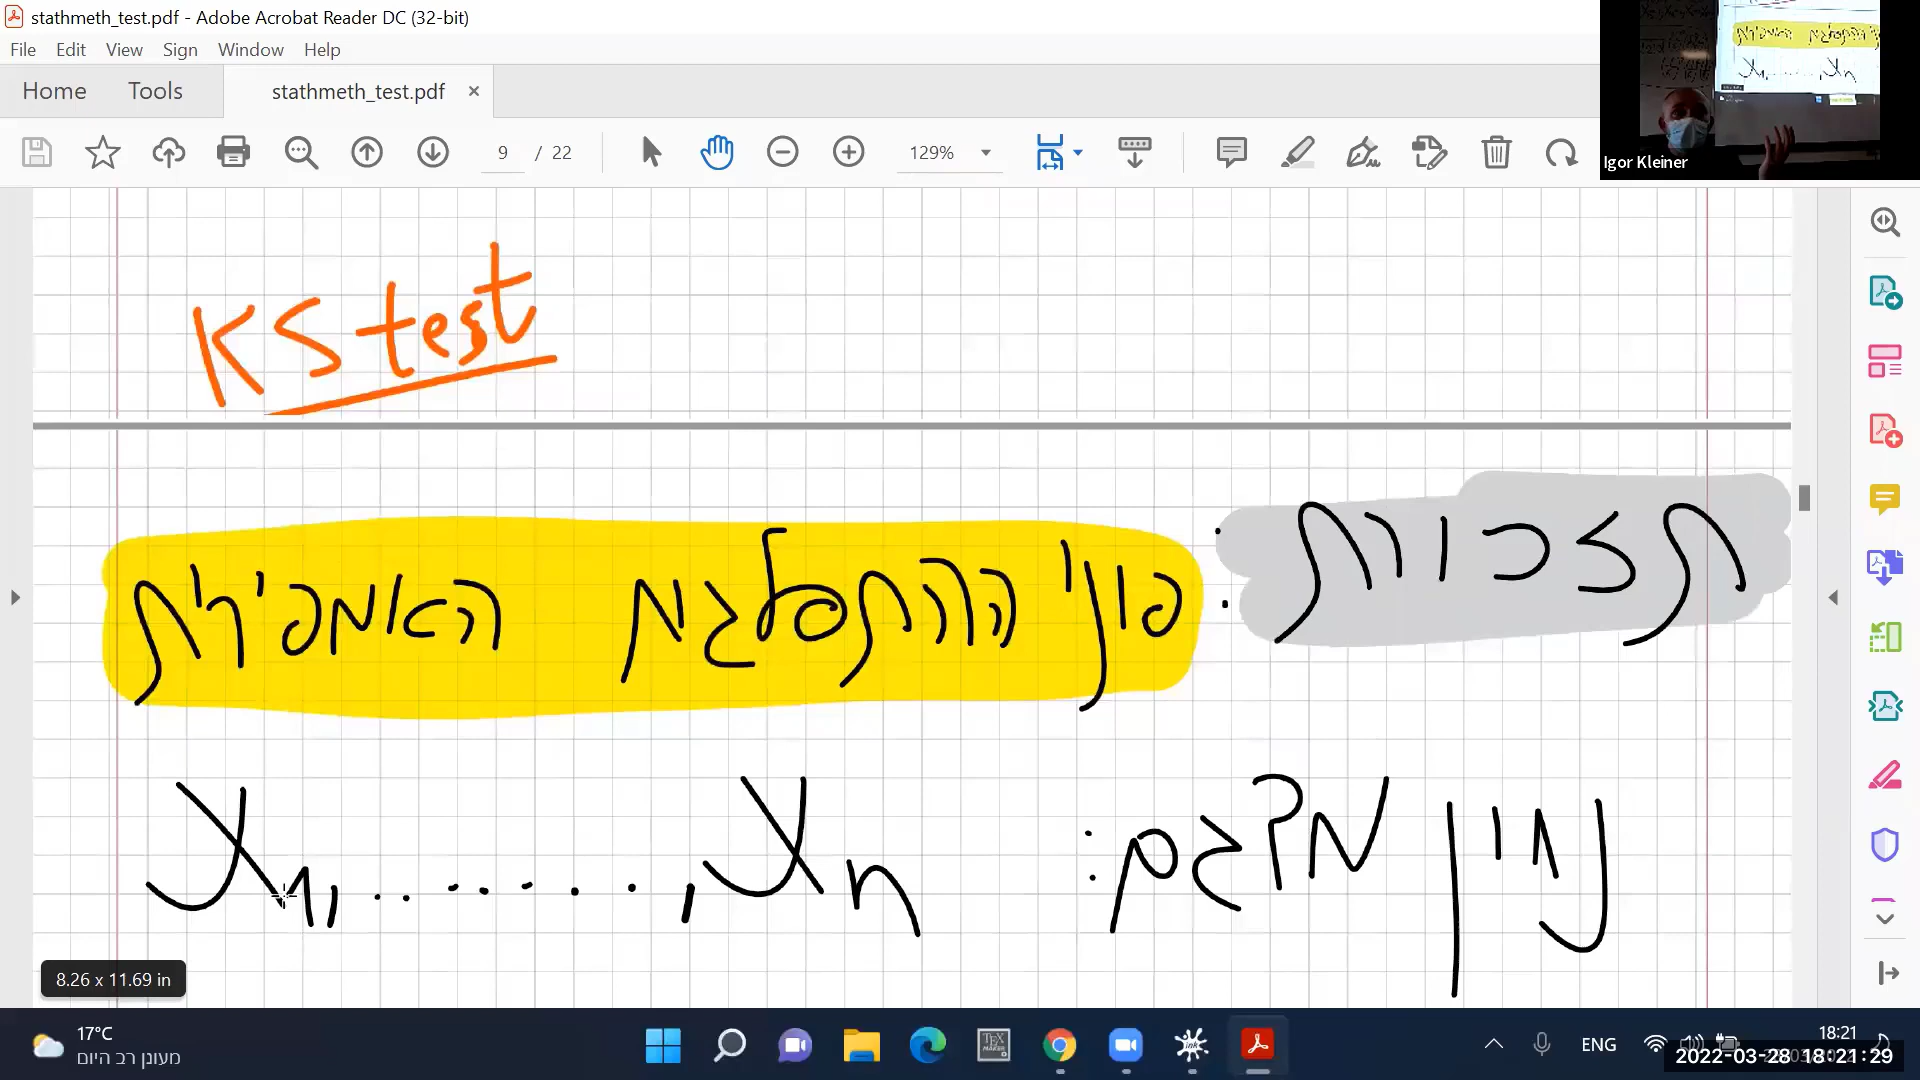 stathmeth_test.pdf - Adobe Acrobat Reader DC (32-bit)
File Edit View Sign Window Help
Home Tools stathmeth_test.pdf ×
9 / 22 129%
Igor Kleiner
KS test
תזכורת: פונ' ההתפלגות האמפירית
נתון מדגם: X1, ......., Xn
8.26 x 11.69 in
17°C
מעונן רב היום
ENG
18:21
2022-03-28 18:21:29